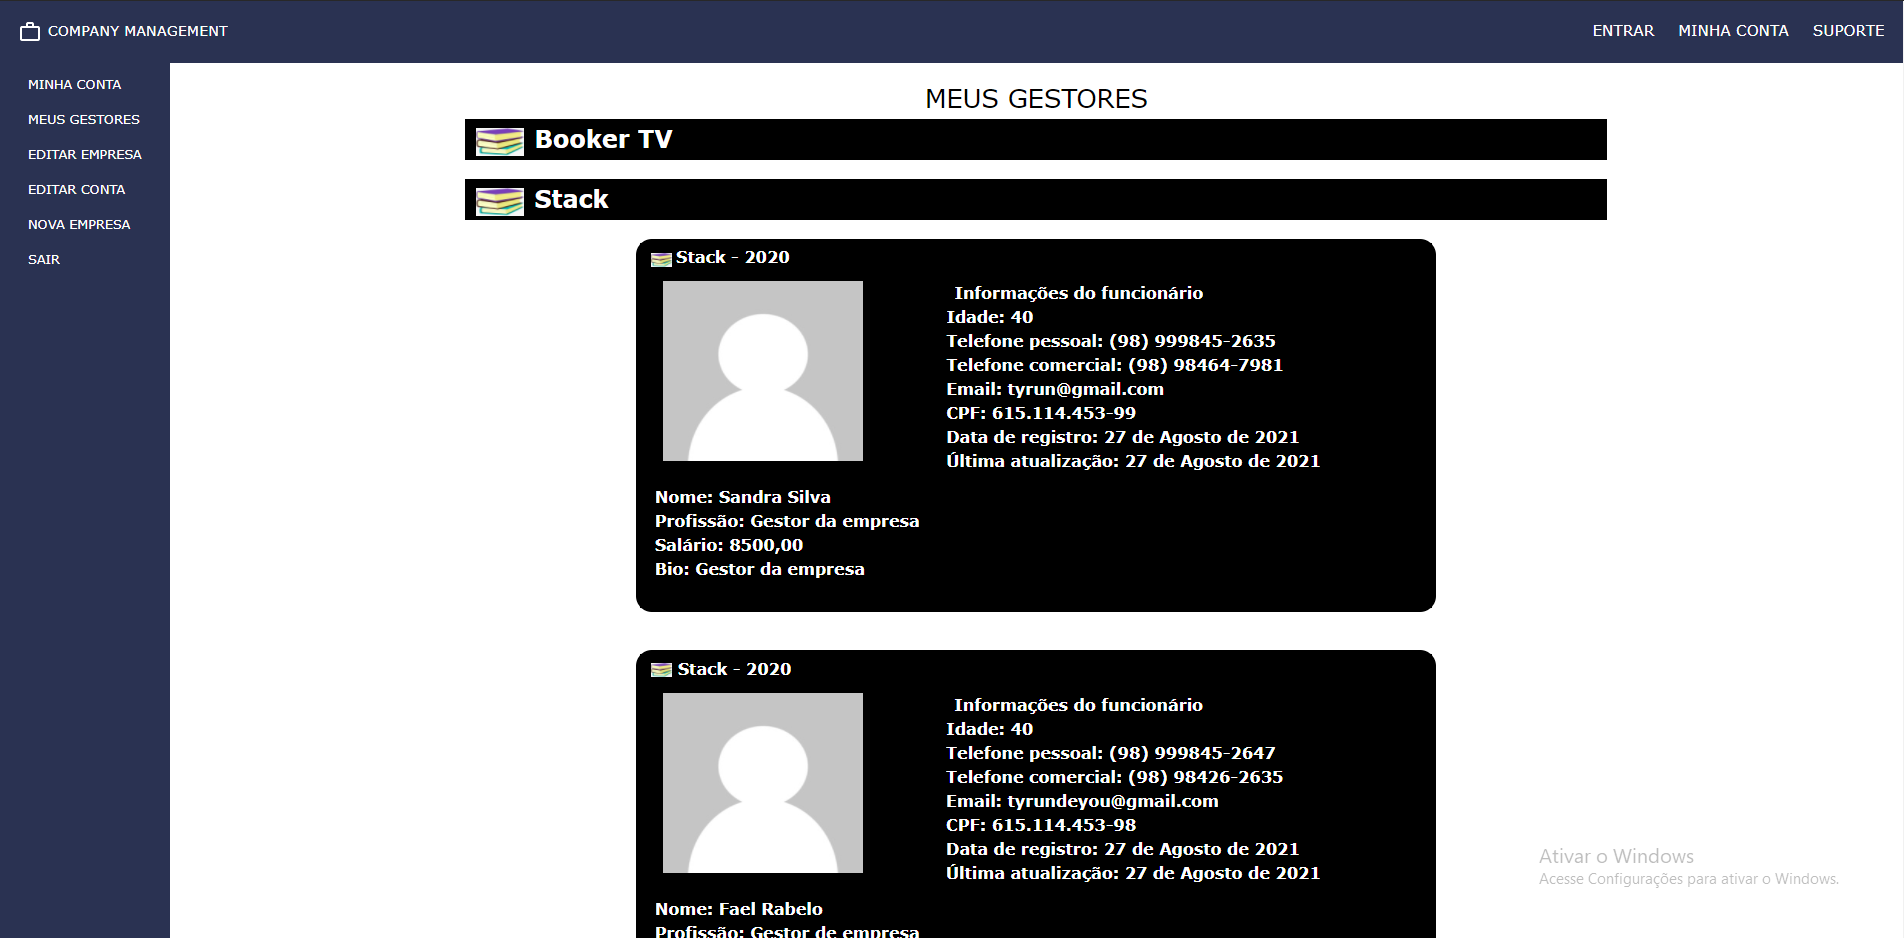 COMPANY MANAGEMENT
ENTRAR MINHA CONTA SUPORTE
MINHA CONTA
MEUS GESTORES
EDITAR EMPRESA
EDITAR CONTA
NOVA EMPRESA
SAIR
MEUS GESTORES
Booker TV
Stack
Stack - 2020
Informações do funcionário
Idade: 40
Telefone pessoal: (98) 999845-2635
Telefone comercial: (98) 98464-7981
Email: tyrun@gmail.com
CPF: 615.114.453-99
Data de registro: 27 de Agosto de 2021
Última atualização: 27 de Agosto de 2021
Nome: Sandra Silva
Profissão: Gestor da empresa
Salário: 8500,00
Bio: Gestor da empresa
Stack - 2020
Informações do funcionário
Idade: 40
Telefone pessoal: (98) 999845-2647
Telefone comercial: (98) 98426-2635
Email: tyrundeyou@gmail.com
CPF: 615.114.453-98
Data de registro: 27 de Agosto de 2021
Última atualização: 27 de Agosto de 2021
Nome: Fael Rabelo
Profissão: Gestor de empresa
Ativar o Windows
Acesse Configurações para ativar o Windows.